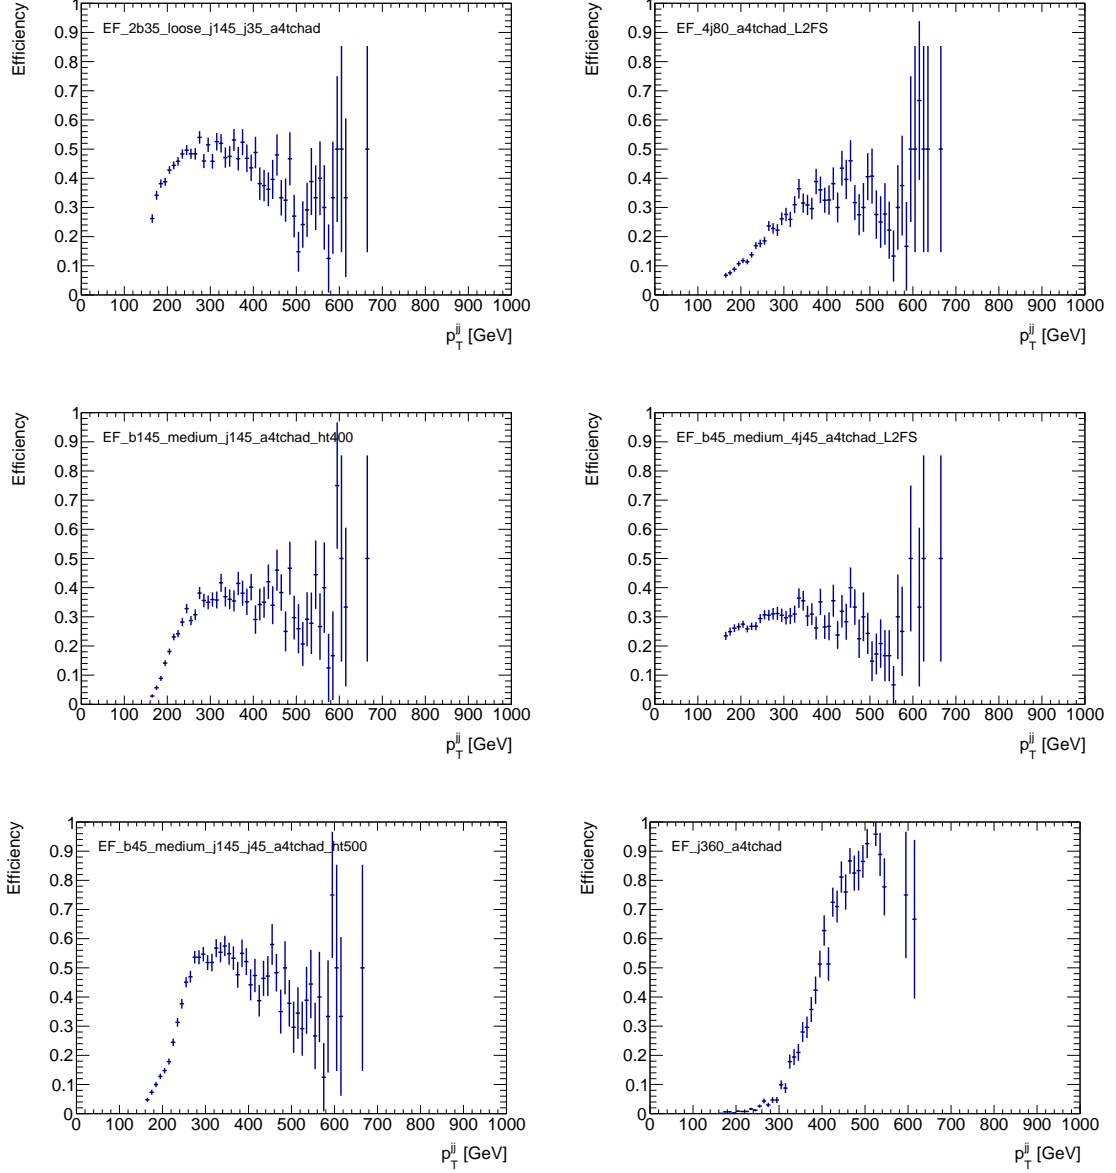 EF_2b35_loose_j145_j35_a4tchad
Efficiency
1
0.9
0.8
0.7
0.6
0.5
0.4
0.3
0.2
0.1
0
0 100 200 300 400 500 600 700 800 900 1000
p_T^jj [GeV]
EF_4j80_a4tchad_L2FS
Efficiency
1
0.9
0.8
0.7
0.6
0.5
0.4
0.3
0.2
0.1
0
0 100 200 300 400 500 600 700 800 900 1000
p_T^jj [GeV]
EF_b145_medium_j145_a4tchad_ht400
Efficiency
1
0.9
0.8
0.7
0.6
0.5
0.4
0.3
0.2
0.1
0
0 100 200 300 400 500 600 700 800 900 1000
p_T^jj [GeV]
EF_b45_medium_4j45_a4tchad_L2FS
Efficiency
1
0.9
0.8
0.7
0.6
0.5
0.4
0.3
0.2
0.1
0
0 100 200 300 400 500 600 700 800 900 1000
p_T^jj [GeV]
EF_b45_medium_j145_j45_a4tchad_ht500
Efficiency
1
0.9
0.8
0.7
0.6
0.5
0.4
0.3
0.2
0.1
0
0 100 200 300 400 500 600 700 800 900 1000
p_T^jj [GeV]
EF_j360_a4tchad
Efficiency
1
0.9
0.8
0.7
0.6
0.5
0.4
0.3
0.2
0.1
0
0 100 200 300 400 500 600 700 800 900 1000
p_T^jj [GeV]